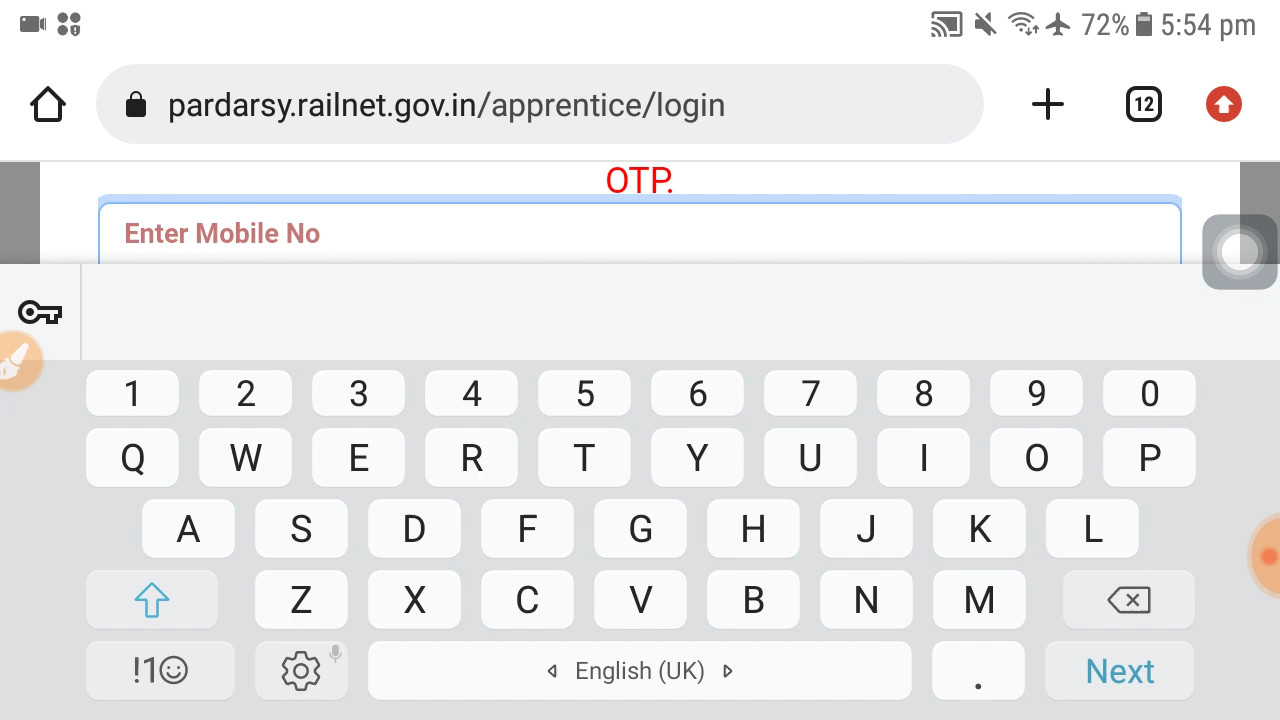 72% 5:54 pm
pardarsy.railnet.gov.in/apprentice/login
12
OTP.
Enter Mobile No
1 2 3 4 5 6 7 8 9 0
Q W E R T Y U I O P
A S D F G H J K L
Z X C V B N M
!1☺ English (UK) . Next